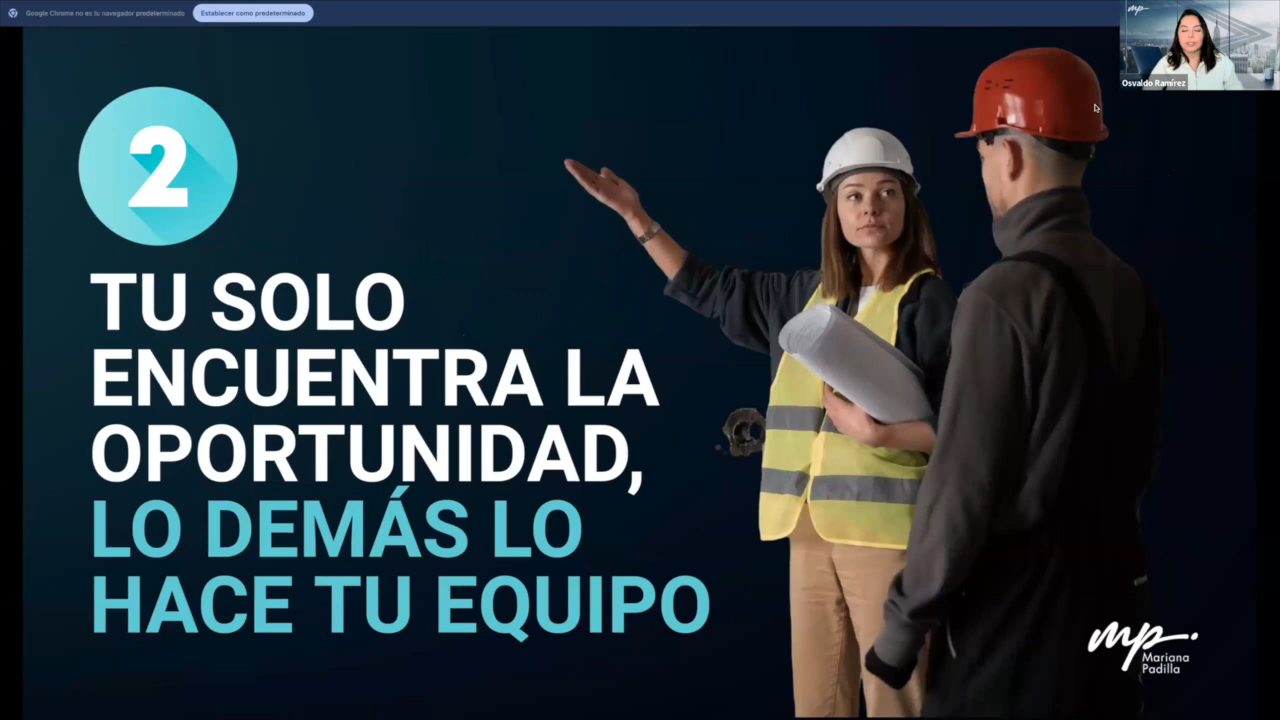 Google Chrome no es tu navegador predeterminado
Establecer como predeterminado
mp
Osvaldo Ramírez
2
TU SOLO
ENCUENTRA LA
OPORTUNIDAD,
LO DEMÁS LO
HACE TU EQUIPO
mp.
Mariana
Padilla